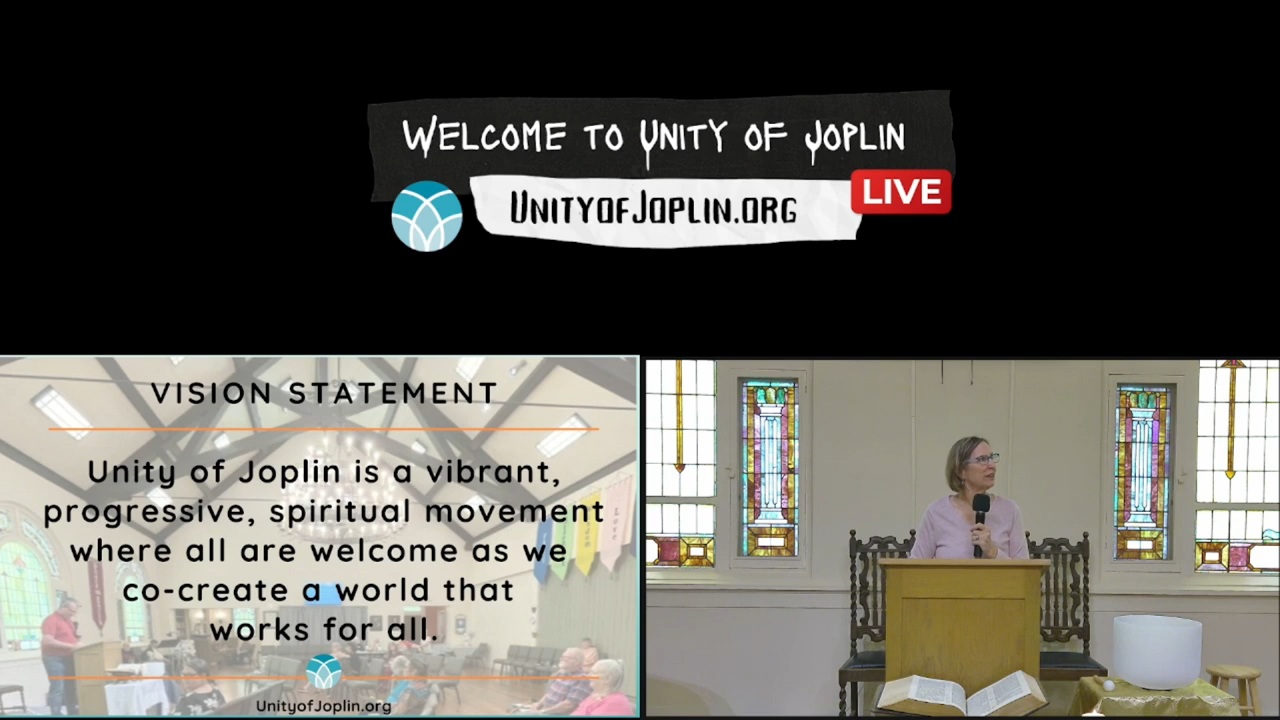 WELCOME TO UNITY OF JOPLIN
UNITYOFJOPLIN.ORG
LIVE
VISION STATEMENT
Unity of Joplin is a vibrant,
progressive, spiritual movement
where all are welcome as we
co-create a world that
works for all.
UnityofJoplin.org